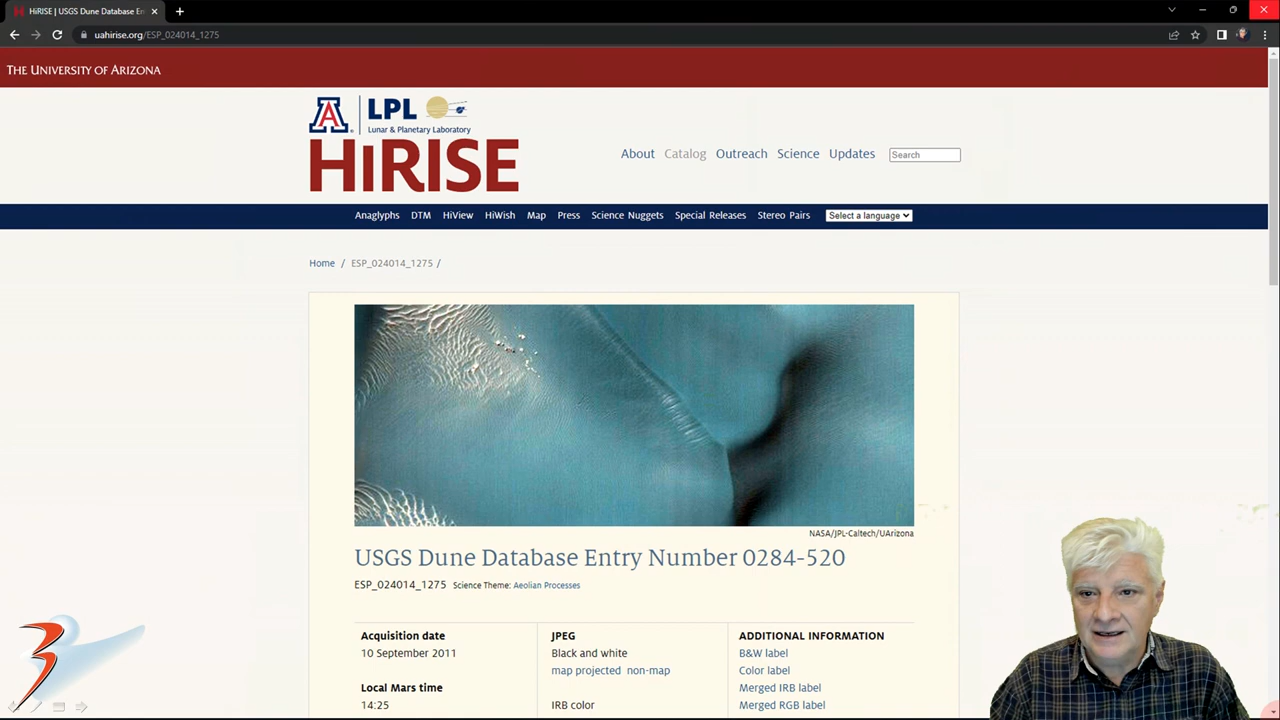 HiRISE | USGS Dune Database En
uahirise.org/ESP_024014_1275
THE UNIVERSITY OF ARIZONA
A LPL
Lunar & Planetary Laboratory
HiRISE
About Catalog Outreach Science Updates Search
Anaglyphs DTM HiView HiWish Map Press Science Nuggets Special Releases Stereo Pairs Select a language
Home / ESP_024014_1275 /
NASA/JPL-Caltech/UArizona
USGS Dune Database Entry Number 0284-520
ESP_024014_1275 Science Theme: Aeolian Processes
Acquisition date
10 September 2011
Local Mars time
14:25
JPEG
Black and white
map projected non-map
IRB color
ADDITIONAL INFORMATION
B&W label
Color label
Merged IRB label
Merged RGB label
3